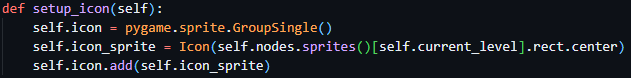 def setup_icon(self):
    self.icon = pygame.sprite.GroupSingle()
    self.icon_sprite = Icon(self.nodes.sprites()[self.current_level].rect.center)
    self.icon.add(self.icon_sprite)